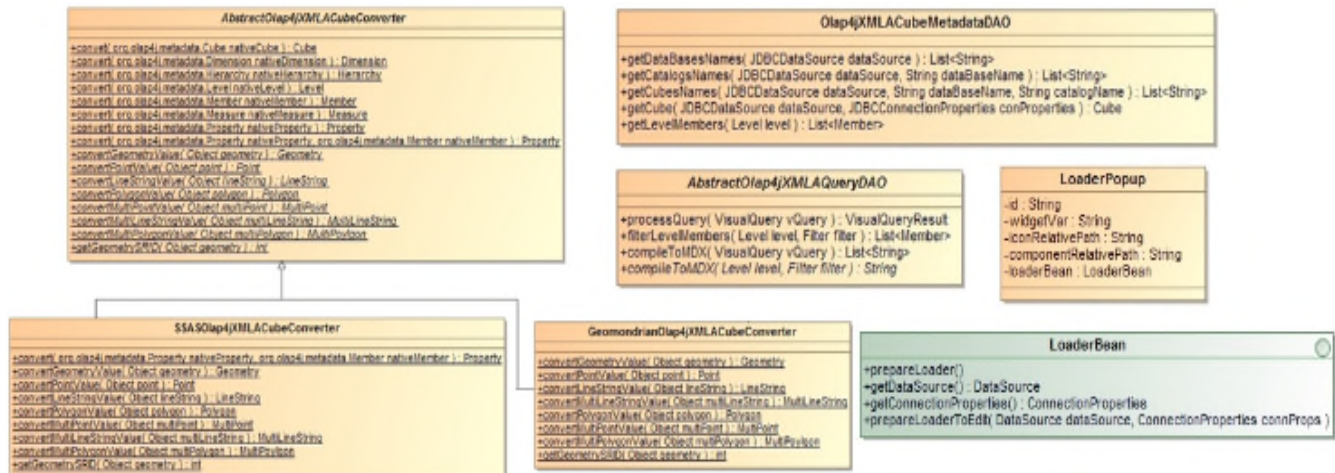 AbstractOlap4jXMLACubeConverter
+convert( org.olap4j.metadata.Cube nativeCube ) : Cube
+convert( org.olap4j.metadata.Dimension nativeDimension ) : Dimension
+convert( org.olap4j.metadata.Hierarchy nativeHierarchy ) : Hierarchy
+convert( org.olap4j.metadata.Level nativeLevel ) : Level
+convert( org.olap4j.metadata.Member nativeMember ) : Member
+convert( org.olap4j.metadata.Measure nativeMeasure ) : Measure
+convert( org.olap4j.metadata.Property nativeProperty ) : Property
+convert( org.olap4j.metadata.Property nativeProperty, org.olap4j.metadata.Member nativeMember ) : Property
+convertGeometryValue( Object geometry ) : Geometry
+convertPointValue( Object point ) : Point
+convertLineStringValue( Object lineString ) : LineString
+convertPolygonValue( Object polygon ) : Polygon
+convertMultiPointValue( Object multiPoint ) : MultiPoint
+convertMultiLineStringValue( Object multiLineString ) : MultiLineString
+convertMultiPolygonValue( Object multiPolygon ) : MultiPolygon
+getGeometrySRID( Object geometry ) : int
Olap4jXMLACubeMetadataDAO
+getDataBasesNames( JDBCDataSource dataSource ) : List<String>
+getCatalogsNames( JDBCDataSource dataSource, String dataBaseName ) : List<String>
+getCubesNames( JDBCDataSource dataSource, String dataBaseName, String catalogName ) : List<String>
+getCube( JDBCDataSource dataSource, JDBCConnectionProperties conProperties ) : Cube
+getLevelMembers( Level level ) : List<Member>
AbstractOlap4jXMLAQueryDAO
+processQuery( VisualQuery vQuery ) : VisualQueryResult
+filterLevelMembers( Level level, Filter filter ) : List<Member>
+compileToMDX( VisualQuery vQuery ) : List<String>
+compileToMDX( Level level, Filter filter ) : String
LoaderPopup
-id : String
-widgetVar : String
-iconRelativePath : String
-componentRelativePath : String
-loaderBean : LoaderBean
SSASOlap4jXMLACubeConverter
+convert( org.olap4j.metadata.Property nativeProperty, org.olap4j.metadata.Member nativeMember ) : Property
+convertGeometryValue( Object geometry ) : Geometry
+convertPointValue( Object point ) : Point
+convertLineStringValue( Object lineString ) : LineString
+convertPolygonValue( Object polygon ) : Polygon
+convertMultiPointValue( Object multiPoint ) : MultiPoint
+convertMultiLineStringValue( Object multiLineString ) : MultiLineString
+convertMultiPolygonValue( Object multiPolygon ) : MultiPolygon
+getGeometrySRID( Object geometry ) : int
GeomondrianOlap4jXMLACubeConverter
+convertGeometryValue( Object geometry ) : Geometry
+convertPointValue( Object point ) : Point
+convertLineStringValue( Object lineString ) : LineString
+convertMultiLineStringValue( Object multiLineString ) : MultiLineString
+convertPolygonValue( Object polygon ) : Polygon
+convertMultiPointValue( Object multiPoint ) : MultiPoint
+convertMultiPolygonValue( Object multiPolygon ) : MultiPolygon
+getGeometrySRID( Object geometry ) : int
LoaderBean
+prepareLoader()
+getDataSource() : DataSource
+getConnectionProperties() : ConnectionProperties
+prepareLoaderToEdit( DataSource dataSource, ConnectionProperties connProps )